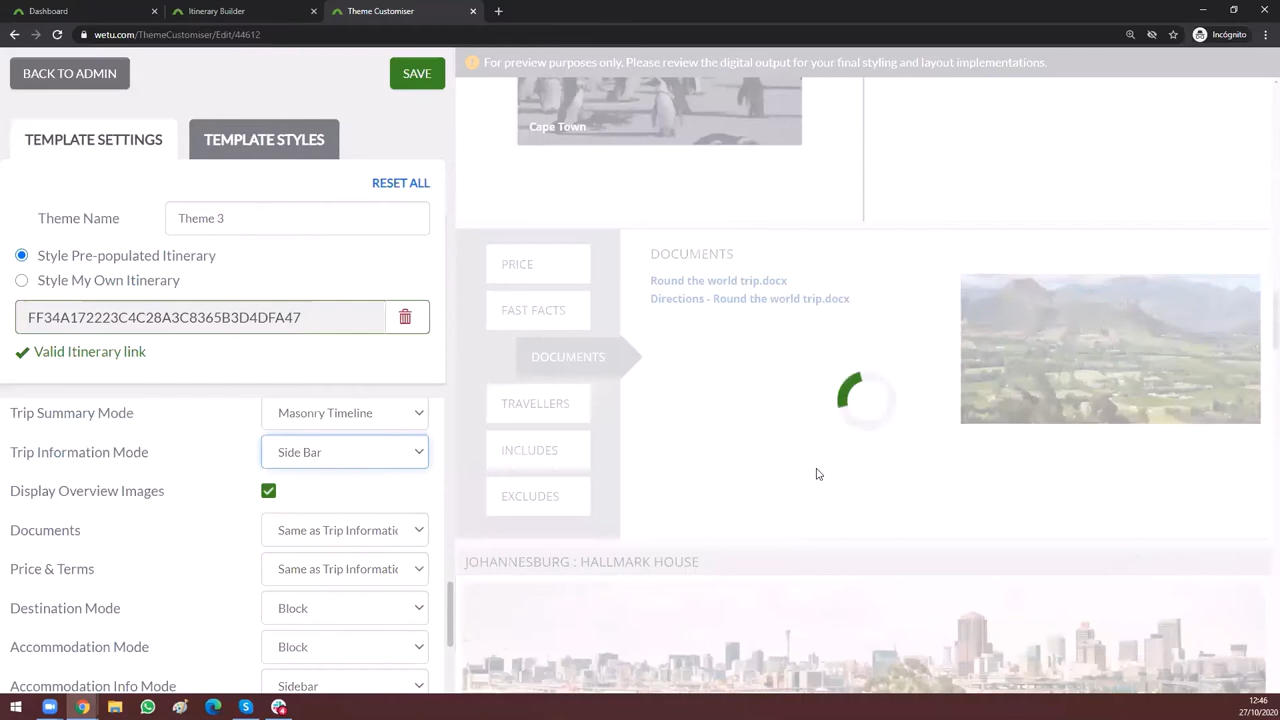 Dashboard
Itinerary Builder
Theme Customiser
wetu.com/ThemeCustomiser/Edit/44612
Incógnito
BACK TO ADMIN
SAVE
For preview purposes only. Please review the digital output for your final styling and layout implementations.
TEMPLATE SETTINGS
TEMPLATE STYLES
RESET ALL
Theme Name
Theme 3
Style Pre-populated Itinerary
Style My Own Itinerary
FF34A172223C4C28A3C8365B3D4DFA47
Valid Itinerary link
Trip Summary Mode
Masonry Timeline
Trip Information Mode
Side Bar
Display Overview Images
Documents
Same as Trip Informatic
Price & Terms
Same as Trip Informatic
Destination Mode
Block
Accommodation Mode
Block
Accommodation Info Mode
Sidebar
Cape Town
PRICE
FAST FACTS
DOCUMENTS
TRAVELLERS
INCLUDES
EXCLUDES
DOCUMENTS
Round the world trip.docx
Directions - Round the world trip.docx
JOHANNESBURG : HALLMARK HOUSE
12:46
27/10/2020